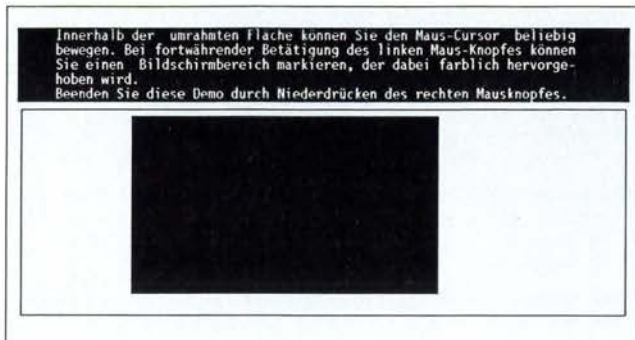 Innerhalb der umrahmten Fläche können Sie den Maus-Cursor beliebig
bewegen. Bei fortwährender Betätigung des linken Maus-Knopfes können
Sie einen Bildschirmbereich markieren, der dabei farblich hervorge-
hoben wird.
Beenden Sie diese Demo durch Niederdrücken des rechten Mausknopfes.